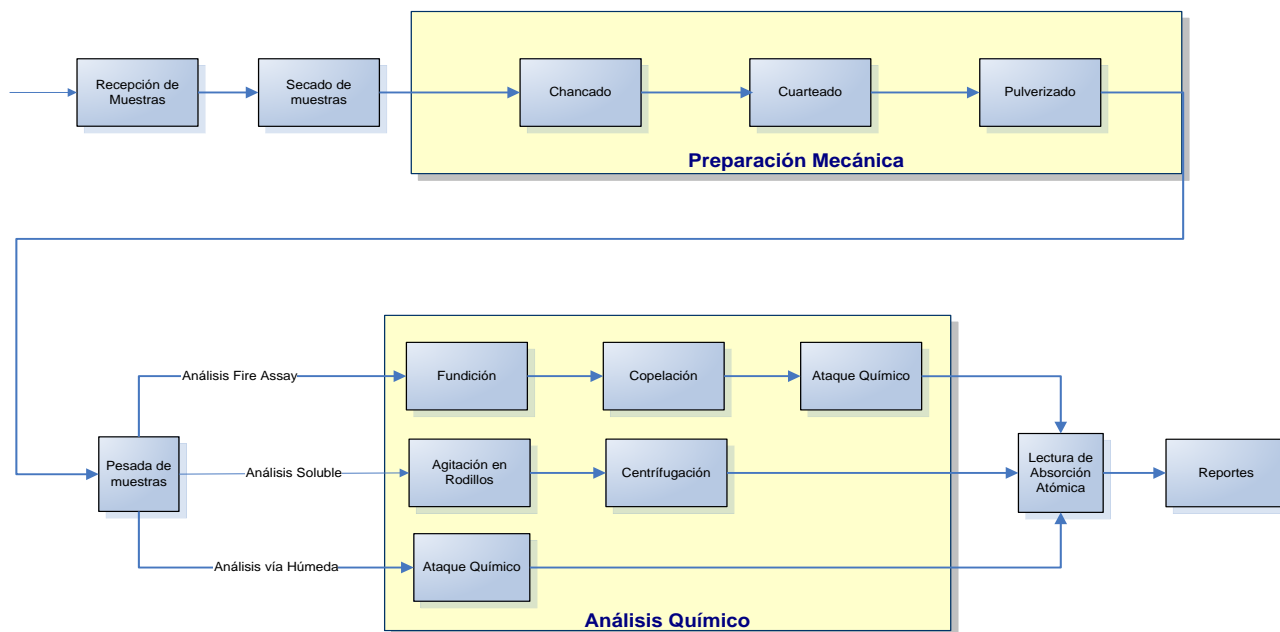 Recepción de
Muestras
Secado de
muestras
Chancado
Cuarteado
Pulverizado
Preparación Mecánica
Análisis Fire Assay
Fundición
Copelación
Ataque Químico
Pesada de
muestras
Análisis Soluble
Agitación en
Rodillos
Centrífugación
Lectura de
Absorción
Atómica
Reportes
Análisis vía Húmeda
Ataque Químico
Análisis Químico